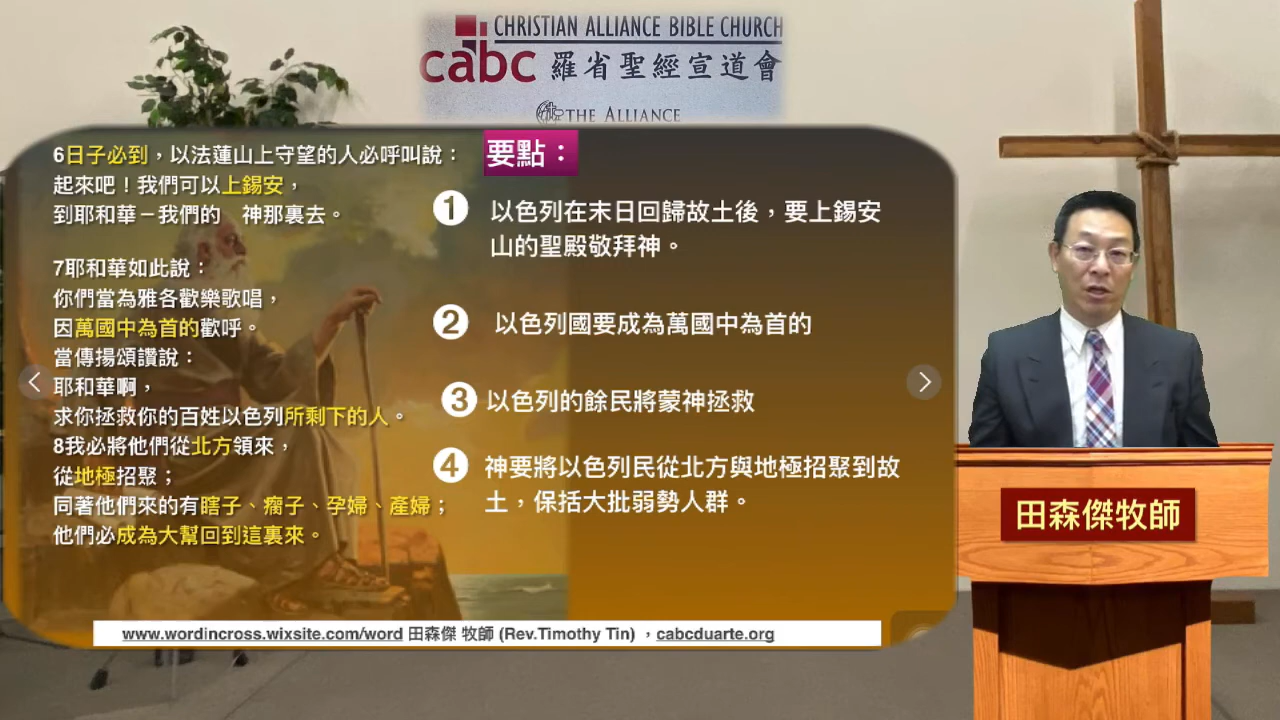 CHRISTIAN ALLIANCE BIBLE CHURCH
cabc 羅省聖經宣道會
THE ALLIANCE
6日子必到，以法蓮山上守望的人必呼叫說：
起來吧！我們可以上錫安，
到耶和華－我們的　神那裏去。
7耶和華如此說：
你們當為雅各歡樂歌唱，
因萬國中為首的歡呼。
當傳揚頌讚說：
耶和華啊，
求你拯救你的百姓以色列所剩下的人。
8我必將他們從北方領來，
從地極招聚；
同著他們來的有瞎子、瘸子、孕婦、產婦；
他們必成為大幫回到這裏來。
要點：
1 以色列在末日回歸故土後，要上錫安
山的聖殿敬拜神。
2 以色列國要成為萬國中為首的
3 以色列的餘民將蒙神拯救
4 神要將以色列民從北方與地極招聚到故
土，保括大批弱勢人群。
田森傑牧師
www.wordincross.wixsite.com/word 田森傑 牧師 (Rev.Timothy Tin) ，cabcduarte.org